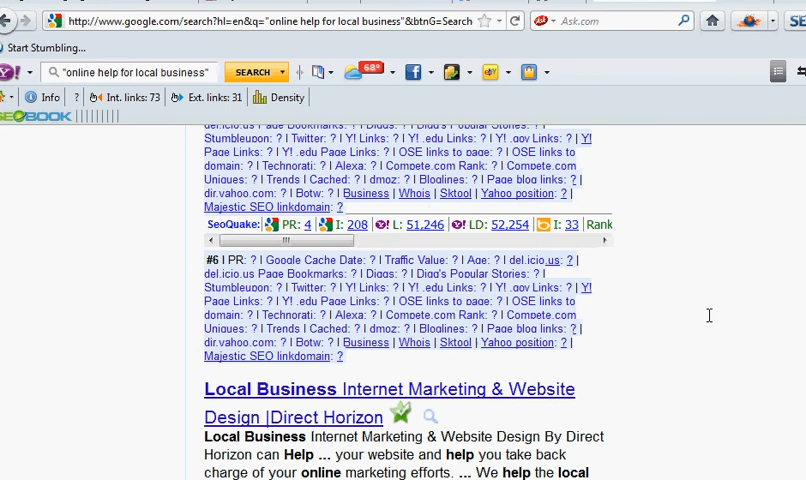 http://www.google.com/search?hl=en&q="online help for local business"&btnG=Search
Ask.com
Start Stumbling...
"online help for local business"
SEARCH
68°
Info
?
Int. links: 73
Ext. links: 31
Density
SEOBOOK
del.icio.us Page Bookmarks: ? | Diggs: ? | Digg's Popular Stories: ? |
Stumbleupon: ? | Twitter: ? | Y! Links: ? | Y! .edu Links: ? | Y! .gov Links: ? | Y!
Page Links: ? | Y! .edu Page Links: ? | OSE links to page: ? | OSE links to
domain: ? | Technorati: ? | Alexa: ? | Compete.com Rank: ? | Compete.com
Uniques: ? | Trends | Cached: ? | dmoz: ? | Bloglines: ? | Page blog links: ? |
dir.yahoo.com: ? | Botw: ? | Business | Whois | Sktool | Yahoo position: ? |
Majestic SEO linkdomain: ?
SeoQuake: PR: 4 I: 208 L: 51,246 LD: 52,254 I: 33 Rank
#6 | PR: ? | Google Cache Date: ? | Traffic Value: ? | Age: ? | del.icio.us: ? |
del.icio.us Page Bookmarks: ? | Diggs: ? | Digg's Popular Stories: ? |
Stumbleupon: ? | Twitter: ? | Y! Links: ? | Y! .edu Links: ? | Y! .gov Links: ? | Y!
Page Links: ? | Y! .edu Page Links: ? | OSE links to page: ? | OSE links to
domain: ? | Technorati: ? | Alexa: ? | Compete.com Rank: ? | Compete.com
Uniques: ? | Trends | Cached: ? | dmoz: ? | Bloglines: ? | Page blog links: ? |
dir.yahoo.com: ? | Botw: ? | Business | Whois | Sktool | Yahoo position: ? |
Majestic SEO linkdomain: ?
Local Business Internet Marketing & Website
Design |Direct Horizon
Local Business Internet Marketing & Website Design By Direct
Horizon can Help ... your website and help you take back
charge of your online marketing efforts. ... We help the local